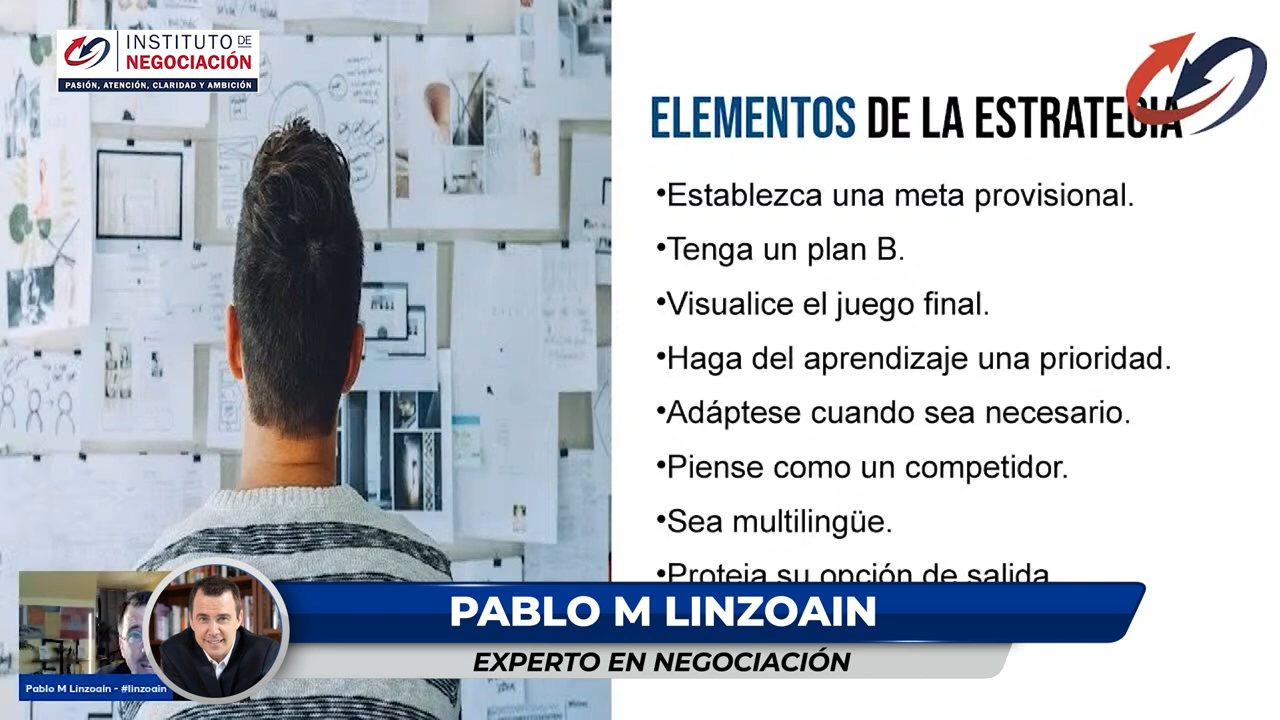 INSTITUTO DE
NEGOCIACIÓN
PASIÓN, ATENCIÓN, CLARIDAD Y AMBICIÓN
ELEMENTOS DE LA ESTRATEGIA
•Establezca una meta provisional.
•Tenga un plan B.
•Visualice el juego final.
•Haga del aprendizaje una prioridad.
•Adáptese cuando sea necesario.
•Piense como un competidor.
•Sea multilingüe.
•Proteja su opción de salida
PABLO M LINZOAIN
EXPERTO EN NEGOCIACIÓN
Pablo M Linzoain - #linzoain